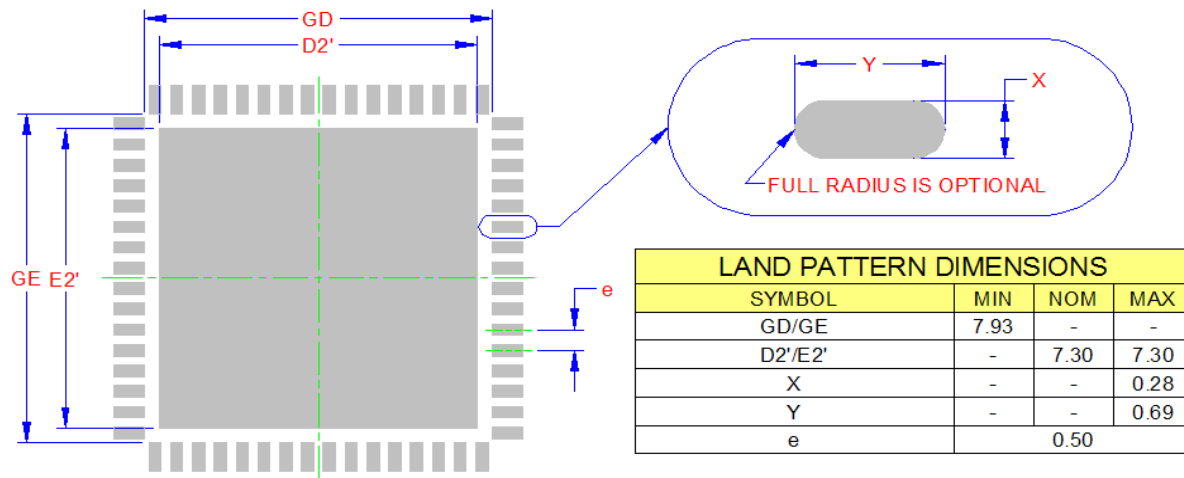 GD
D2'
GE E2'
e
Y
X
FULL RADIUS IS OPTIONAL
LAND PATTERN DIMENSIONS
SYMBOL MIN NOM MAX
GD/GE 7.93 - -
D2'/E2' - 7.30 7.30
X - - 0.28
Y - - 0.69
e 0.50